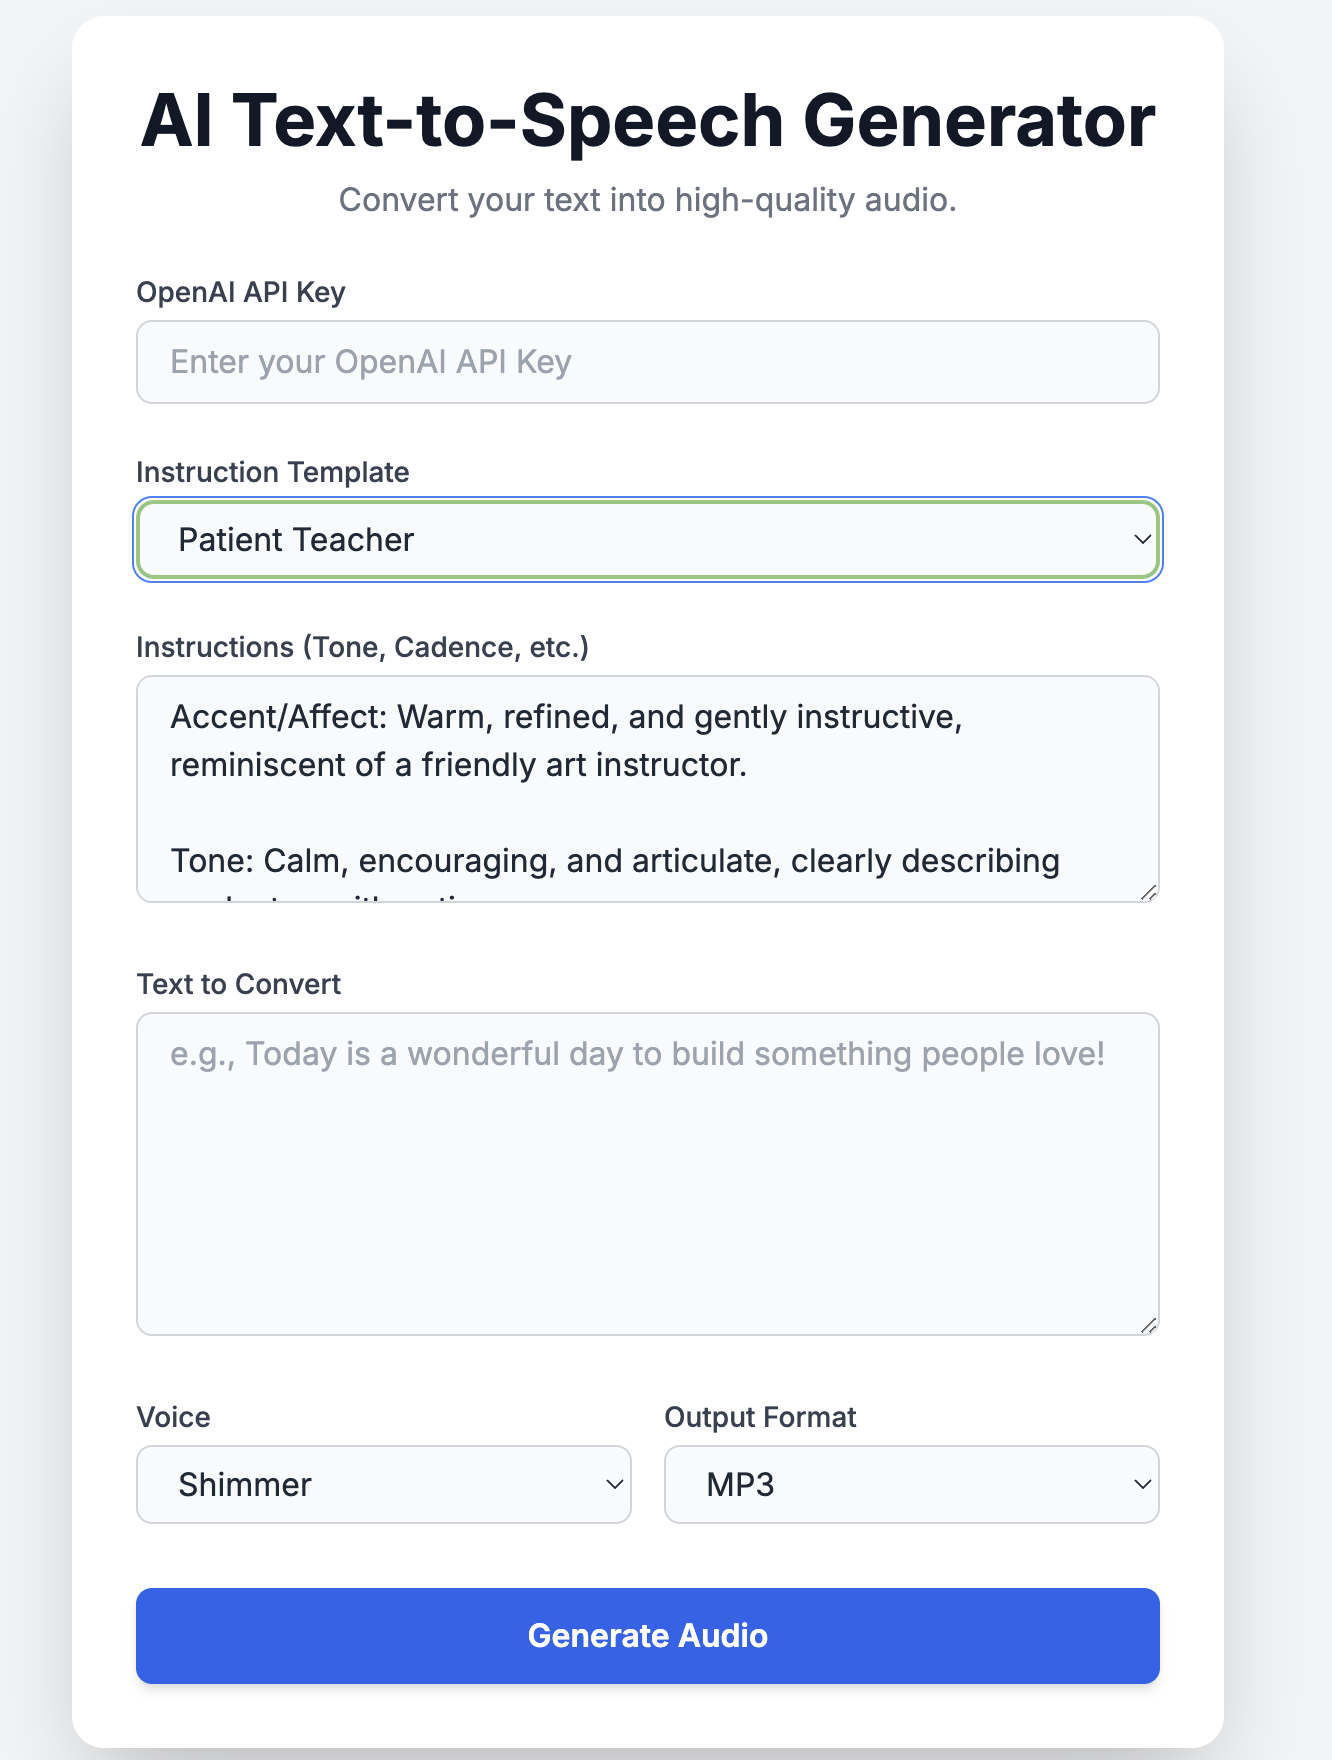 AI Text-to-Speech Generator
Convert your text into high-quality audio.
OpenAI API Key
Enter your OpenAI API Key
Instruction Template
Patient Teacher
Instructions (Tone, Cadence, etc.)
Accent/Affect: Warm, refined, and gently instructive,
reminiscent of a friendly art instructor.
Tone: Calm, encouraging, and articulate, clearly describing
Text to Convert
e.g., Today is a wonderful day to build something people love!
Voice
Output Format
Shimmer
MP3
Generate Audio